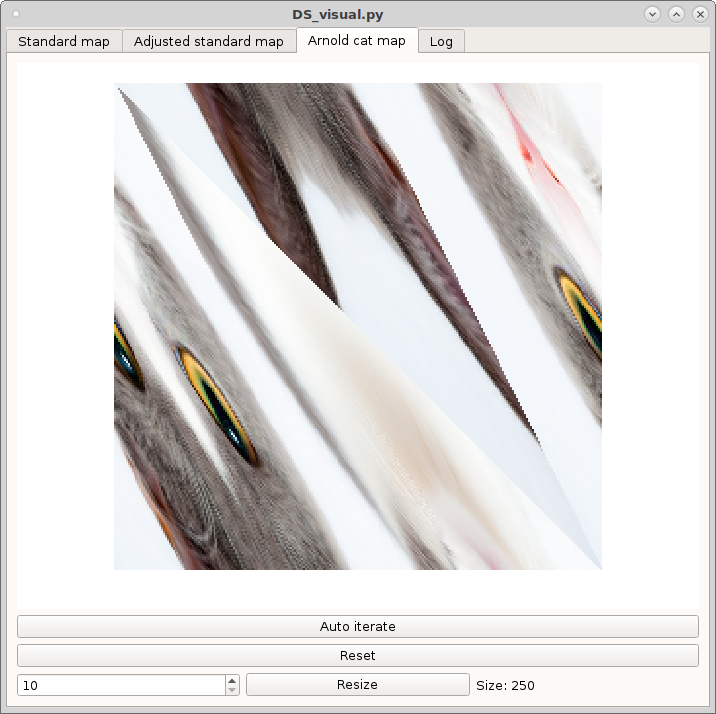 DS_visual.py
Standard map
Adjusted standard map
Arnold cat map
Log
Auto iterate
Reset
10
Resize
Size: 250